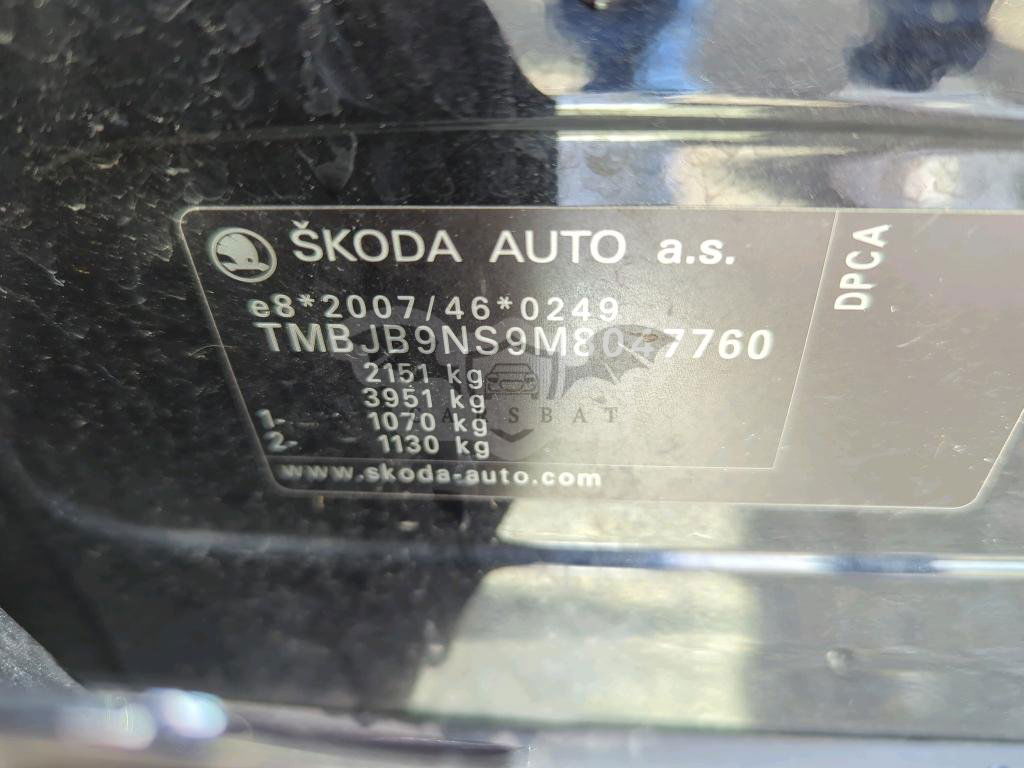 ŠKODA AUTO a.s.
e8*2007/46*0249
TMBJB9NS9M8047760
2151 kg
3951 kg
1- 1070 kg
2- 1130 kg
www.skoda-auto.com
DPCA
CARSBAT